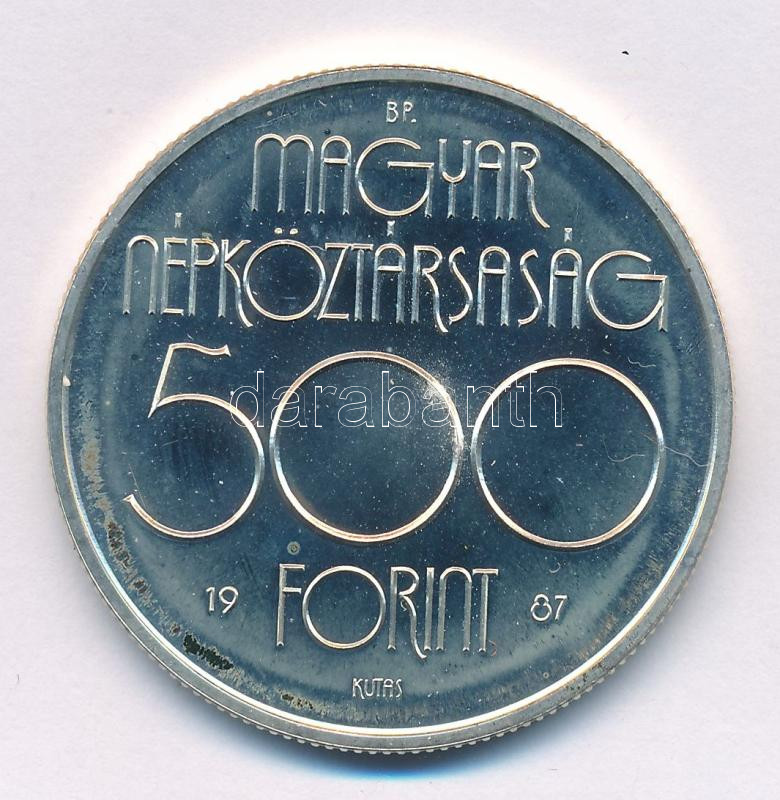 BP.
MAGYAR
NÉPKÖZTÁRSASÁG
500
darabanth
19 FORINT 87
KUTAS